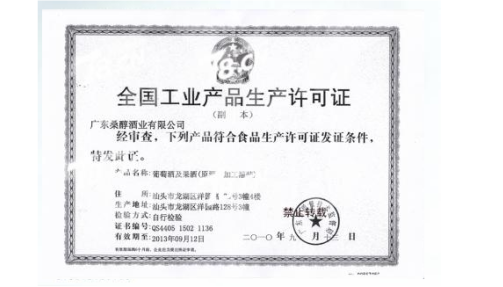 全国工业产品生产许可证
(副 本)
广东桑醇酒业有限公司
经审查，下列产品符合食品生产许可证发证条件，
特发此证。
产品名称:葡萄酒及果酒(原酒 加工灌装)
住 所:汕头市龙湖区洋 号3幢4楼
生产地址:汕头市龙湖区洋园路128号3幢
检验方式:自行检验
证书编号:QS4405 1502 1136
有效期至:2013年09月12日
禁止转载
二〇一〇年 九 月 十三 日